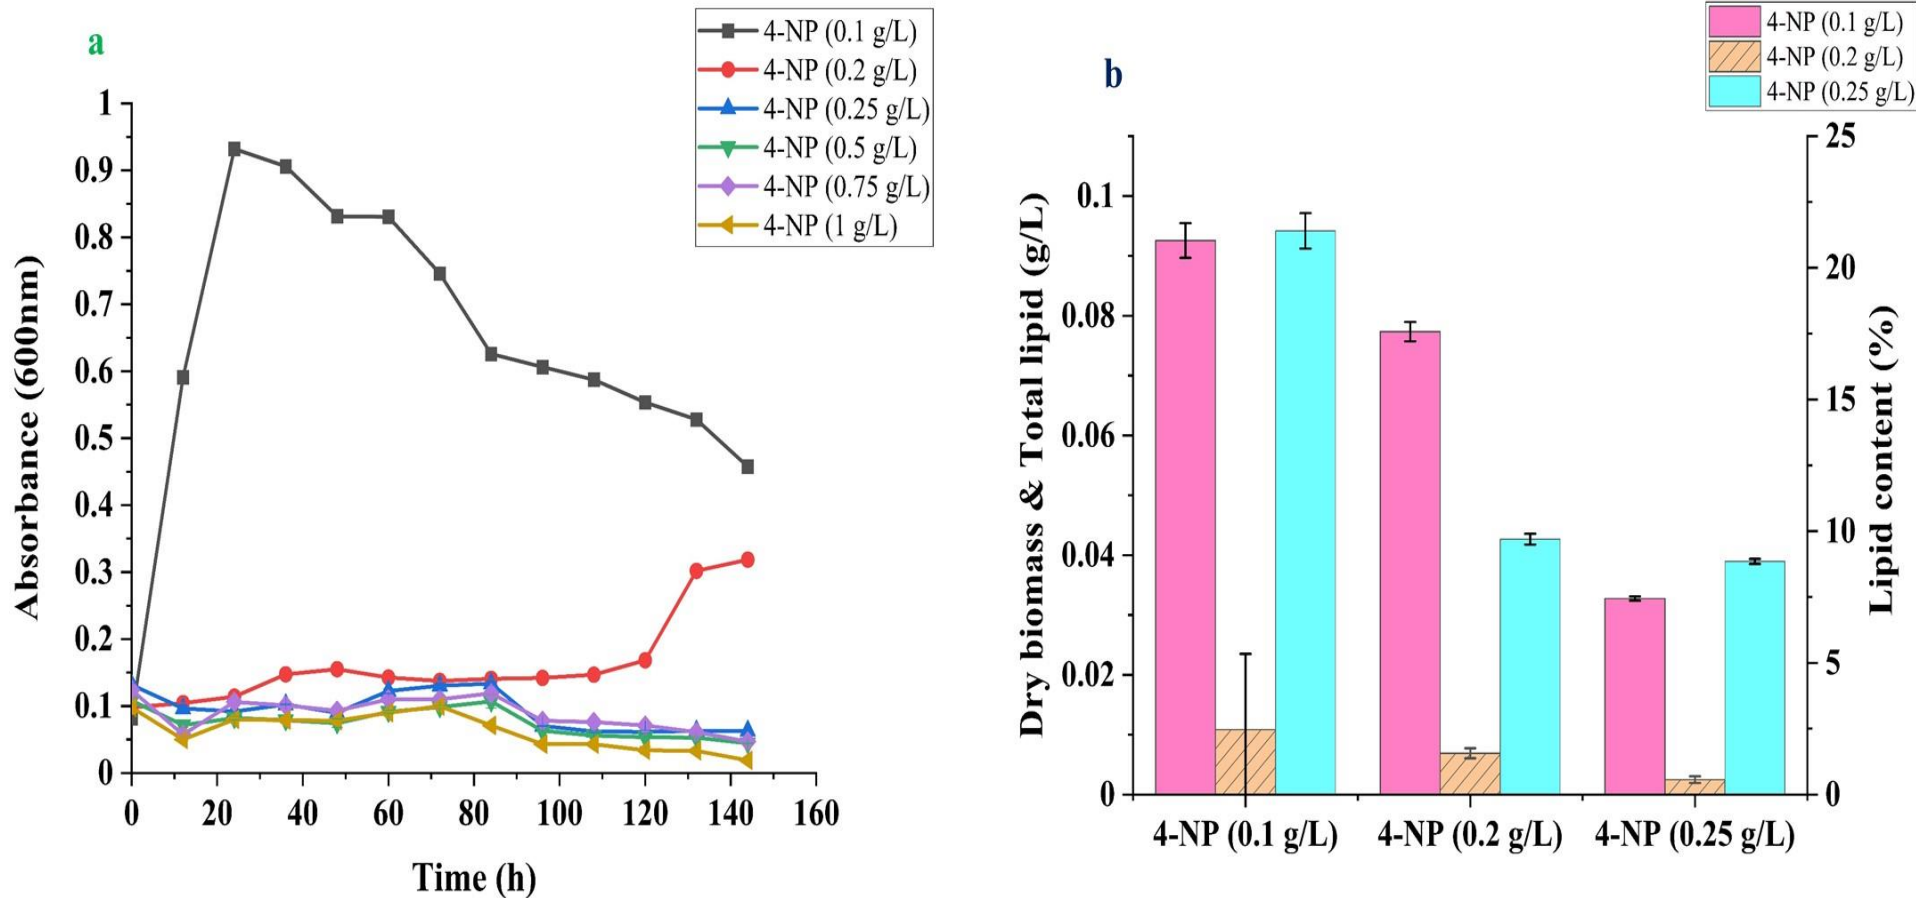 a
4-NP (0.1 g/L)
4-NP (0.2 g/L)
4-NP (0.25 g/L)
4-NP (0.5 g/L)
4-NP (0.75 g/L)
4-NP (1 g/L)
Absorbance (600nm)
1
0.9
0.8
0.7
0.6
0.5
0.4
0.3
0.2
0.1
0
0 20 40 60 80 100 120 140 160
Time (h)
b
4-NP (0.1 g/L)
4-NP (0.2 g/L)
4-NP (0.25 g/L)
Dry biomass & Total lipid (g/L)
0.1
0.08
0.06
0.04
0.02
0
25
20
15
10
5
0
Lipid content (%)
4-NP (0.1 g/L) 4-NP (0.2 g/L) 4-NP (0.25 g/L)